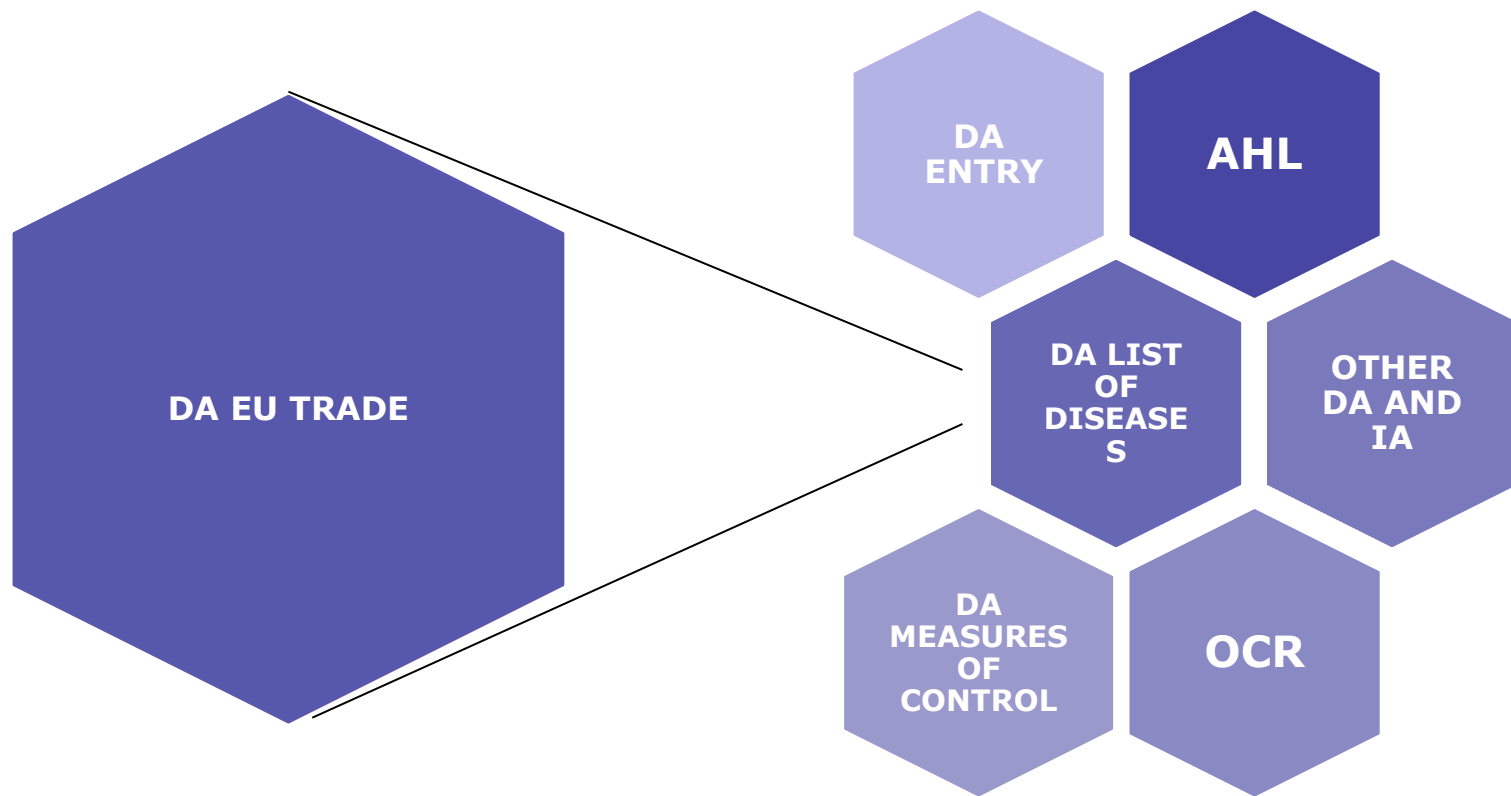 DA EU TRADE
DA
ENTRY
AHL
DA LIST
OF
DISEASE
S
OTHER
DA AND
IA
DA
MEASURES
OF
CONTROL
OCR